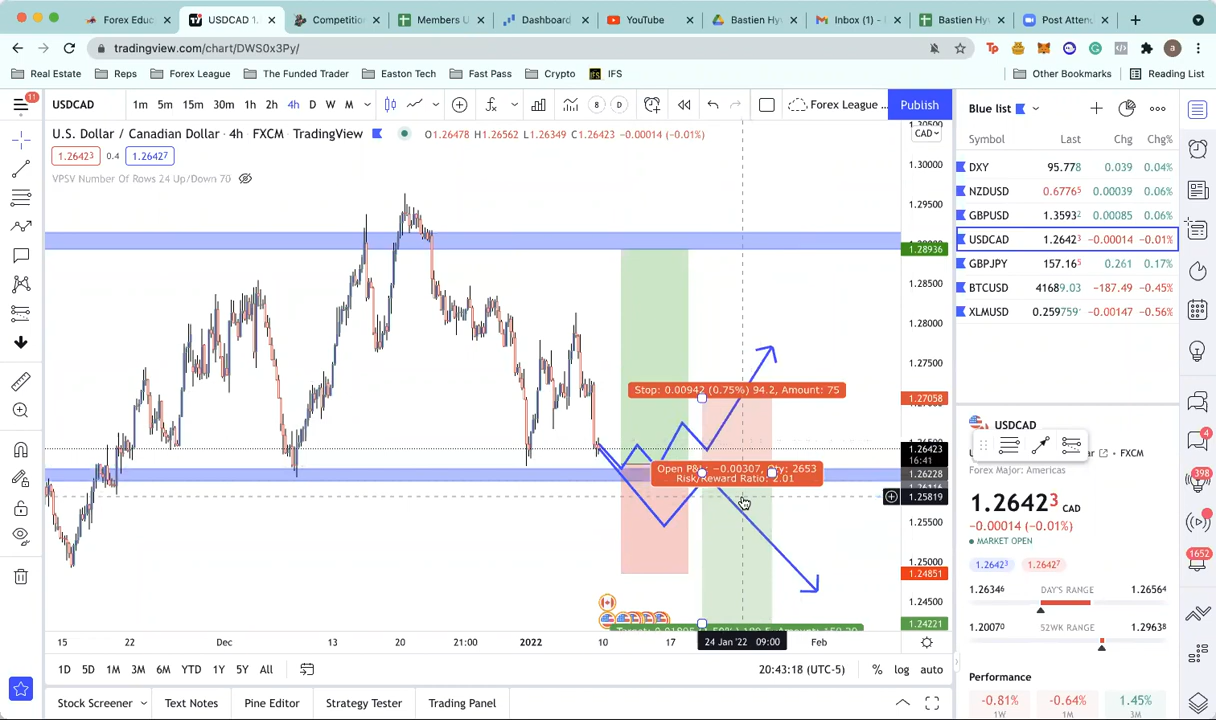 Forex Educ
USDCAD 1.
Competition
Members U
Dashboard
YouTube
Bastien Hy
Inbox (1) -
Bastien Hy
Post Atten
tradingview.com/chart/DWS0x3Py/
Real Estate
Reps
Forex League
The Funded Trader
Easton Tech
Fast Pass
Crypto
IFS
Other Bookmarks
Reading List
11
USDCAD
1m 5m 15m 30m 1h 2h 4h D W M
8
D
Forex League ...
Publish
U.S. Dollar / Canadian Dollar · 4h · FXCM · TradingView
O1.26478 H1.26562 L1.26349 C1.26423 −0.00014 (−0.01%)
1.26423 0.4 1.26427
VPSV Number Of Rows 24 Up/Down 70
CAD
1.30000
1.29500
1.28936
1.28500
1.28000
1.27500
1.27058
1.26423
16:41
1.26228
1.25819
1.25500
1.25000
1.24851
1.24500
1.24221
Stop: 0.00942 (0.75%) 94.2, Amount: 75
Open P&L: −0.00307, Qty: 2653
Risk/Reward Ratio: 2.01
15 22 Dec 13 20 21:00 2022 10 17 24 Jan '22 09:00 Feb
1D 5D 1M 3M 6M YTD 1Y 5Y All
20:43:18 (UTC-5)
% log auto
Stock Screener
Text Notes
Pine Editor
Strategy Tester
Trading Panel
Blue list
Symbol Last Chg Chg%
DXY 95.778 0.039 0.04%
NZDUSD 0.67765 0.00039 0.06%
GBPUSD 1.35932 0.00085 0.06%
USDCAD 1.26423 −0.00014 −0.01%
GBPJPY 157.165 0.261 0.17%
BTCUSD 41689.03 −187.49 −0.45%
XLMUSD 0.259759 −0.00147 −0.56%
USDCAD
FXCM
Forex Major: Americas
1.26423 CAD
−0.00014 (−0.01%)
MARKET OPEN
1.26423 1.26427
1.26346 DAY'S RANGE 1.26564
1.20070 52WK RANGE 1.29638
Performance
-0.81% -0.64% 1.45%
1W 1M 3M
4
398
1652